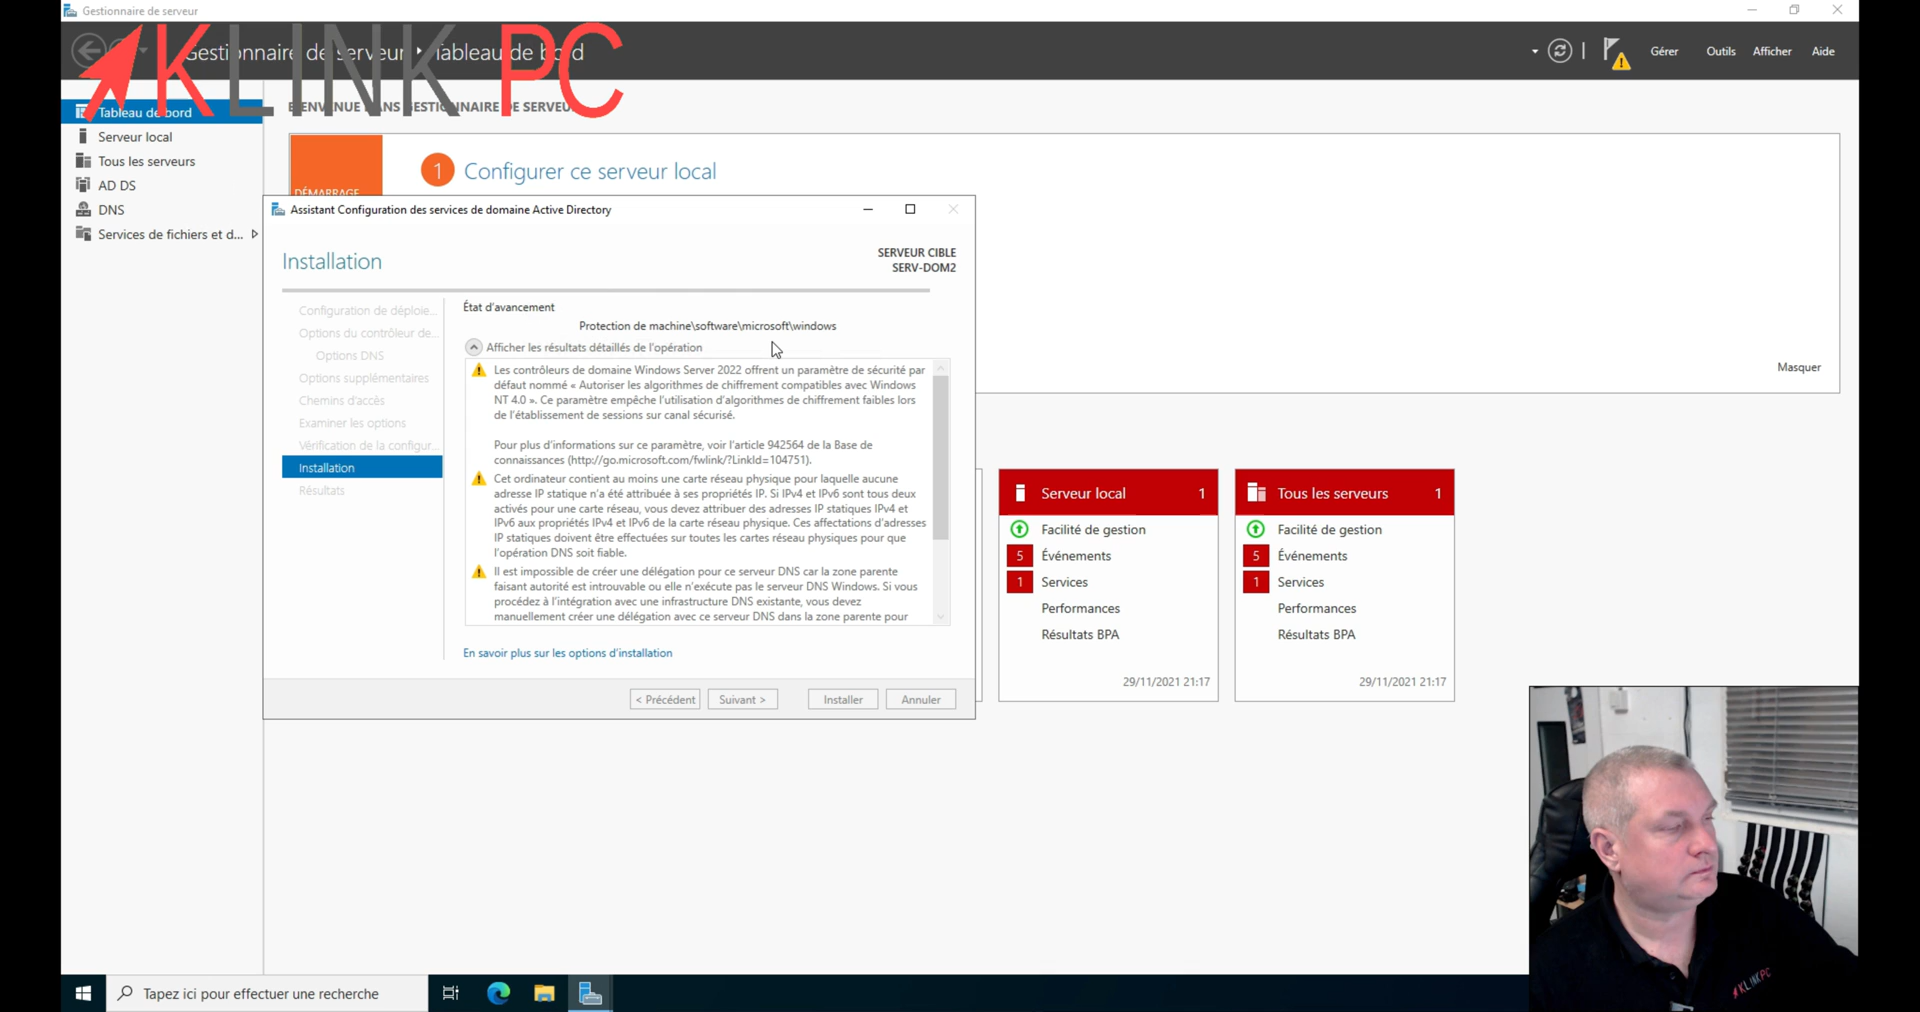 Gestionnaire de serveur
Gestionnaire de serveur Tableau de bord
KLINK PC
Gérer
Outils
Afficher
Aide
Tableau de bord
Serveur local
Tous les serveurs
AD DS
DNS
Services de fichiers et d...
BIENVENUE DANS GESTIONNAIRE DE SERVEUR
DÉMARRAGE
1 Configurer ce serveur local
Masquer
Assistant Configuration des services de domaine Active Directory
Installation
SERVEUR CIBLE
SERV-DOM2
Configuration de déploie...
Options du contrôleur de...
Options DNS
Options supplémentaires
Chemins d'accès
Examiner les options
Vérification de la configur...
Installation
Résultats
État d'avancement
Protection de machine\software\microsoft\windows
Afficher les résultats détaillés de l'opération
Les contrôleurs de domaine Windows Server 2022 offrent un paramètre de sécurité par
défaut nommé « Autoriser les algorithmes de chiffrement compatibles avec Windows
NT 4.0 ». Ce paramètre empêche l'utilisation d'algorithmes de chiffrement faibles lors
de l'établissement de sessions sur canal sécurisé.
Pour plus d'informations sur ce paramètre, voir l'article 942564 de la Base de
connaissances (http://go.microsoft.com/fwlink/?LinkId=104751).
Cet ordinateur contient au moins une carte réseau physique pour laquelle aucune
adresse IP statique n'a été attribuée à ses propriétés IP. Si IPv4 et IPv6 sont tous deux
activés pour une carte réseau, vous devez attribuer des adresses IP statiques IPv4 et
IPv6 aux propriétés IPv4 et IPv6 de la carte réseau physique. Ces affectations d'adresses
IP statiques doivent être effectuées sur toutes les cartes réseau physiques pour que
l'opération DNS soit fiable.
Il est impossible de créer une délégation pour ce serveur DNS car la zone parente
faisant autorité est introuvable ou elle n'exécute pas le serveur DNS Windows. Si vous
procédez à l'intégration avec une infrastructure DNS existante, vous devez
manuellement créer une délégation avec ce serveur DNS dans la zone parente pour
En savoir plus sur les options d'installation
< Précédent
Suivant >
Installer
Annuler
Serveur local 1
Facilité de gestion
5 Événements
1 Services
Performances
Résultats BPA
29/11/2021 21:17
Tous les serveurs 1
Facilité de gestion
5 Événements
1 Services
Performances
Résultats BPA
29/11/2021 21:17
KLINKPC
Tapez ici pour effectuer une recherche